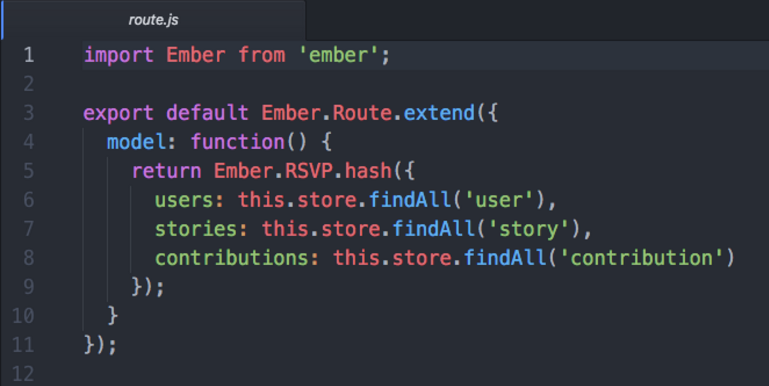 route.js
1 import Ember from 'ember';
2
3 export default Ember.Route.extend({
4   model: function() {
5     return Ember.RSVP.hash({
6       users: this.store.findAll('user'),
7       stories: this.store.findAll('story'),
8       contributions: this.store.findAll('contribution')
9     });
10   }
11 });
12